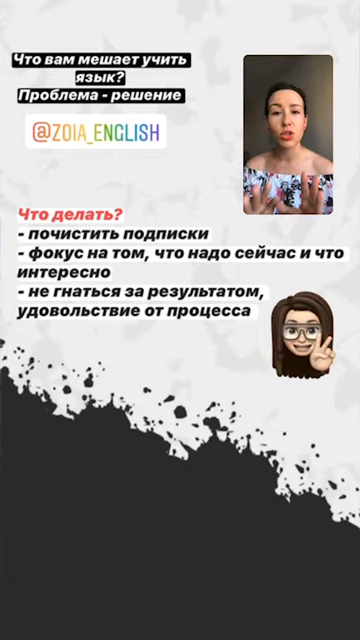 Что вам мешает учить
язык?
Проблема - решение
@ZOIA_ENGLISH
Что делать?
- почистить подписки
- фокус на том, что надо сейчас и что
интересно
- не гнаться за результатом,
удовольствие от процесса